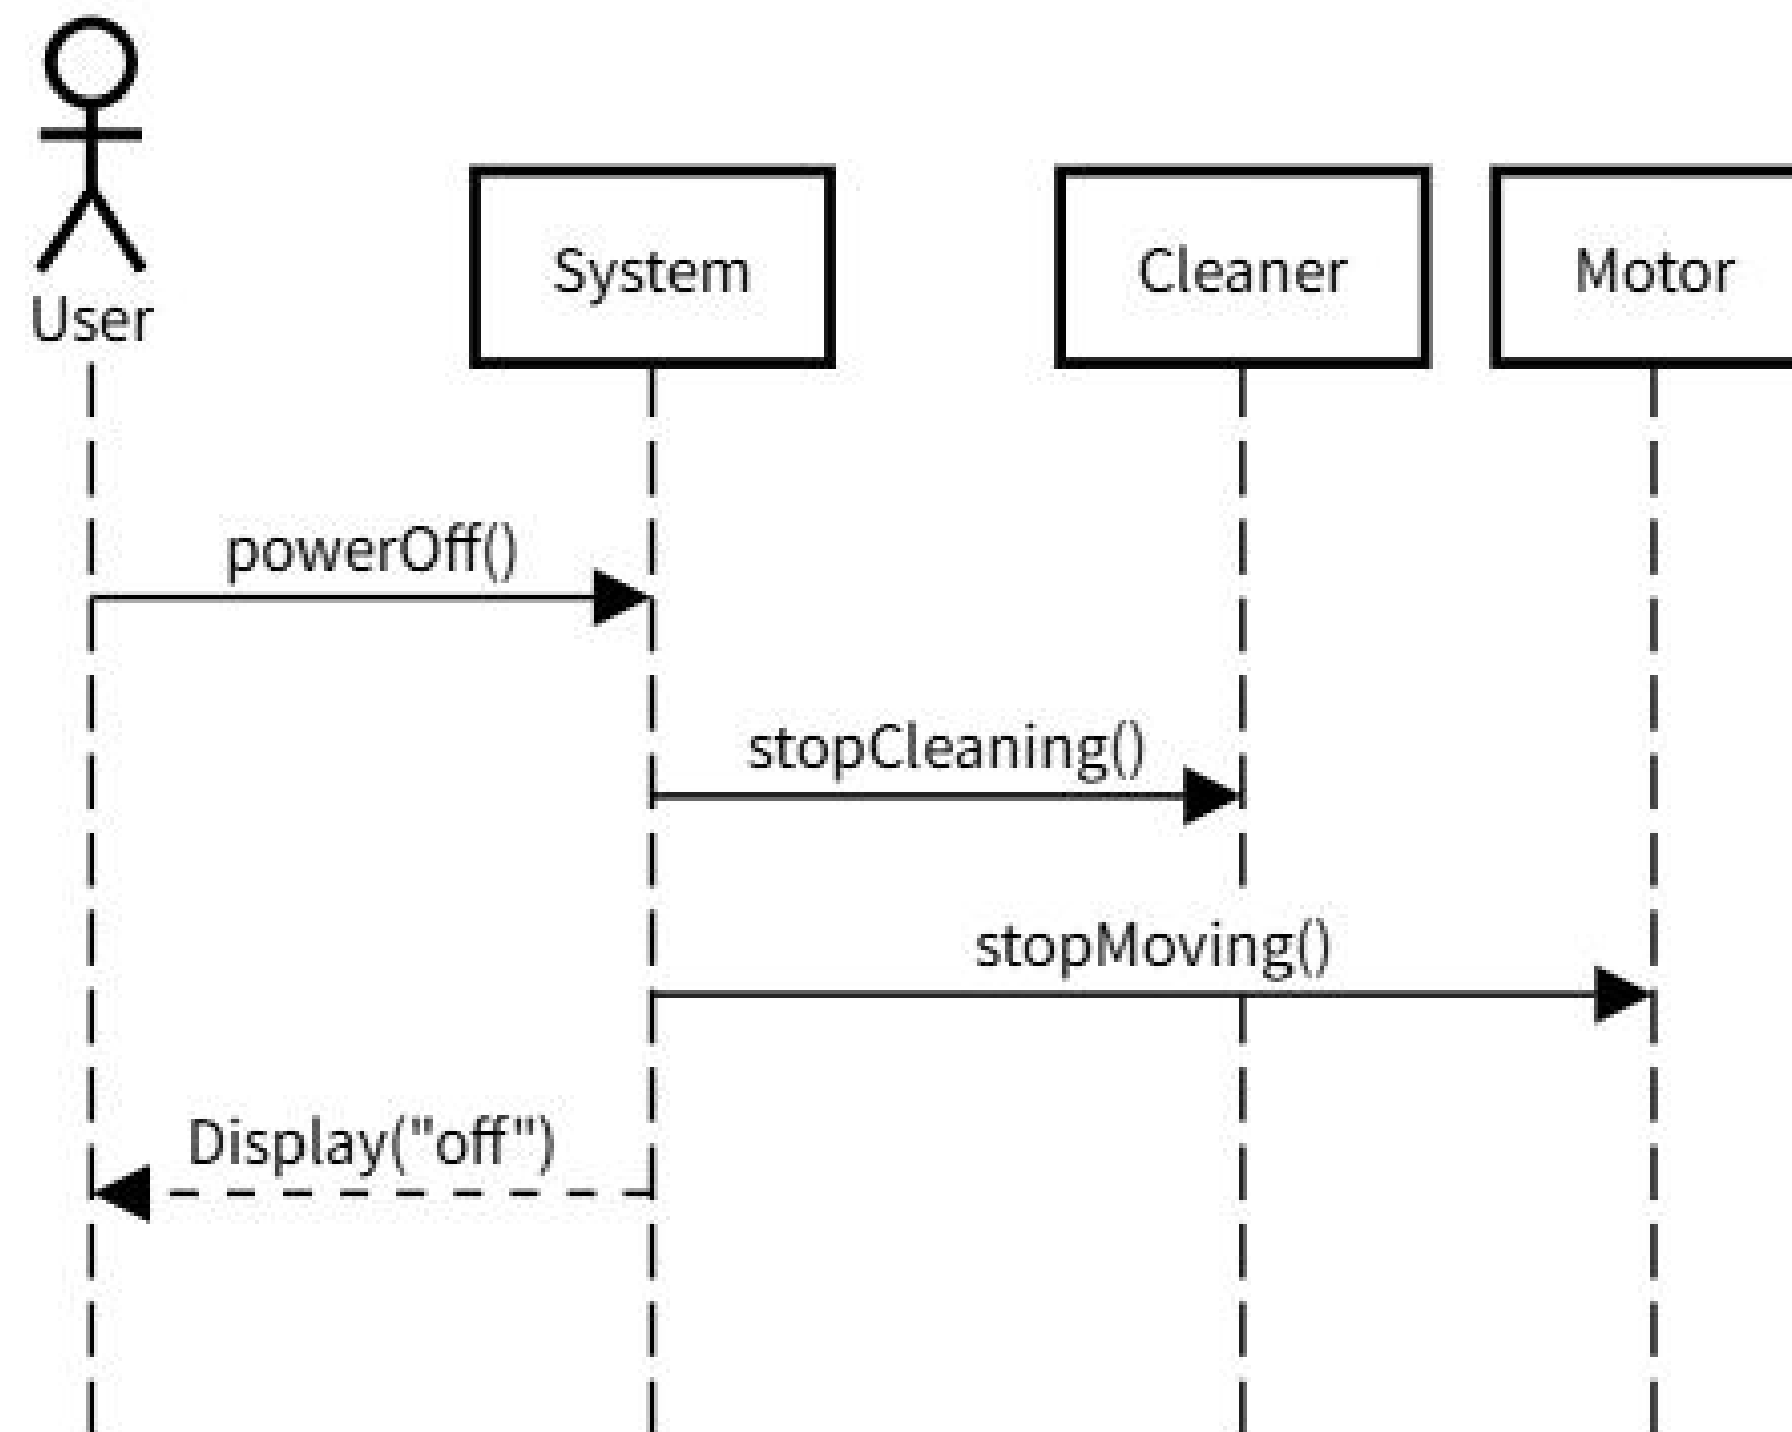 User
System
Cleaner
Motor
powerOff()
stopCleaning()
stopMoving()
Display("off")